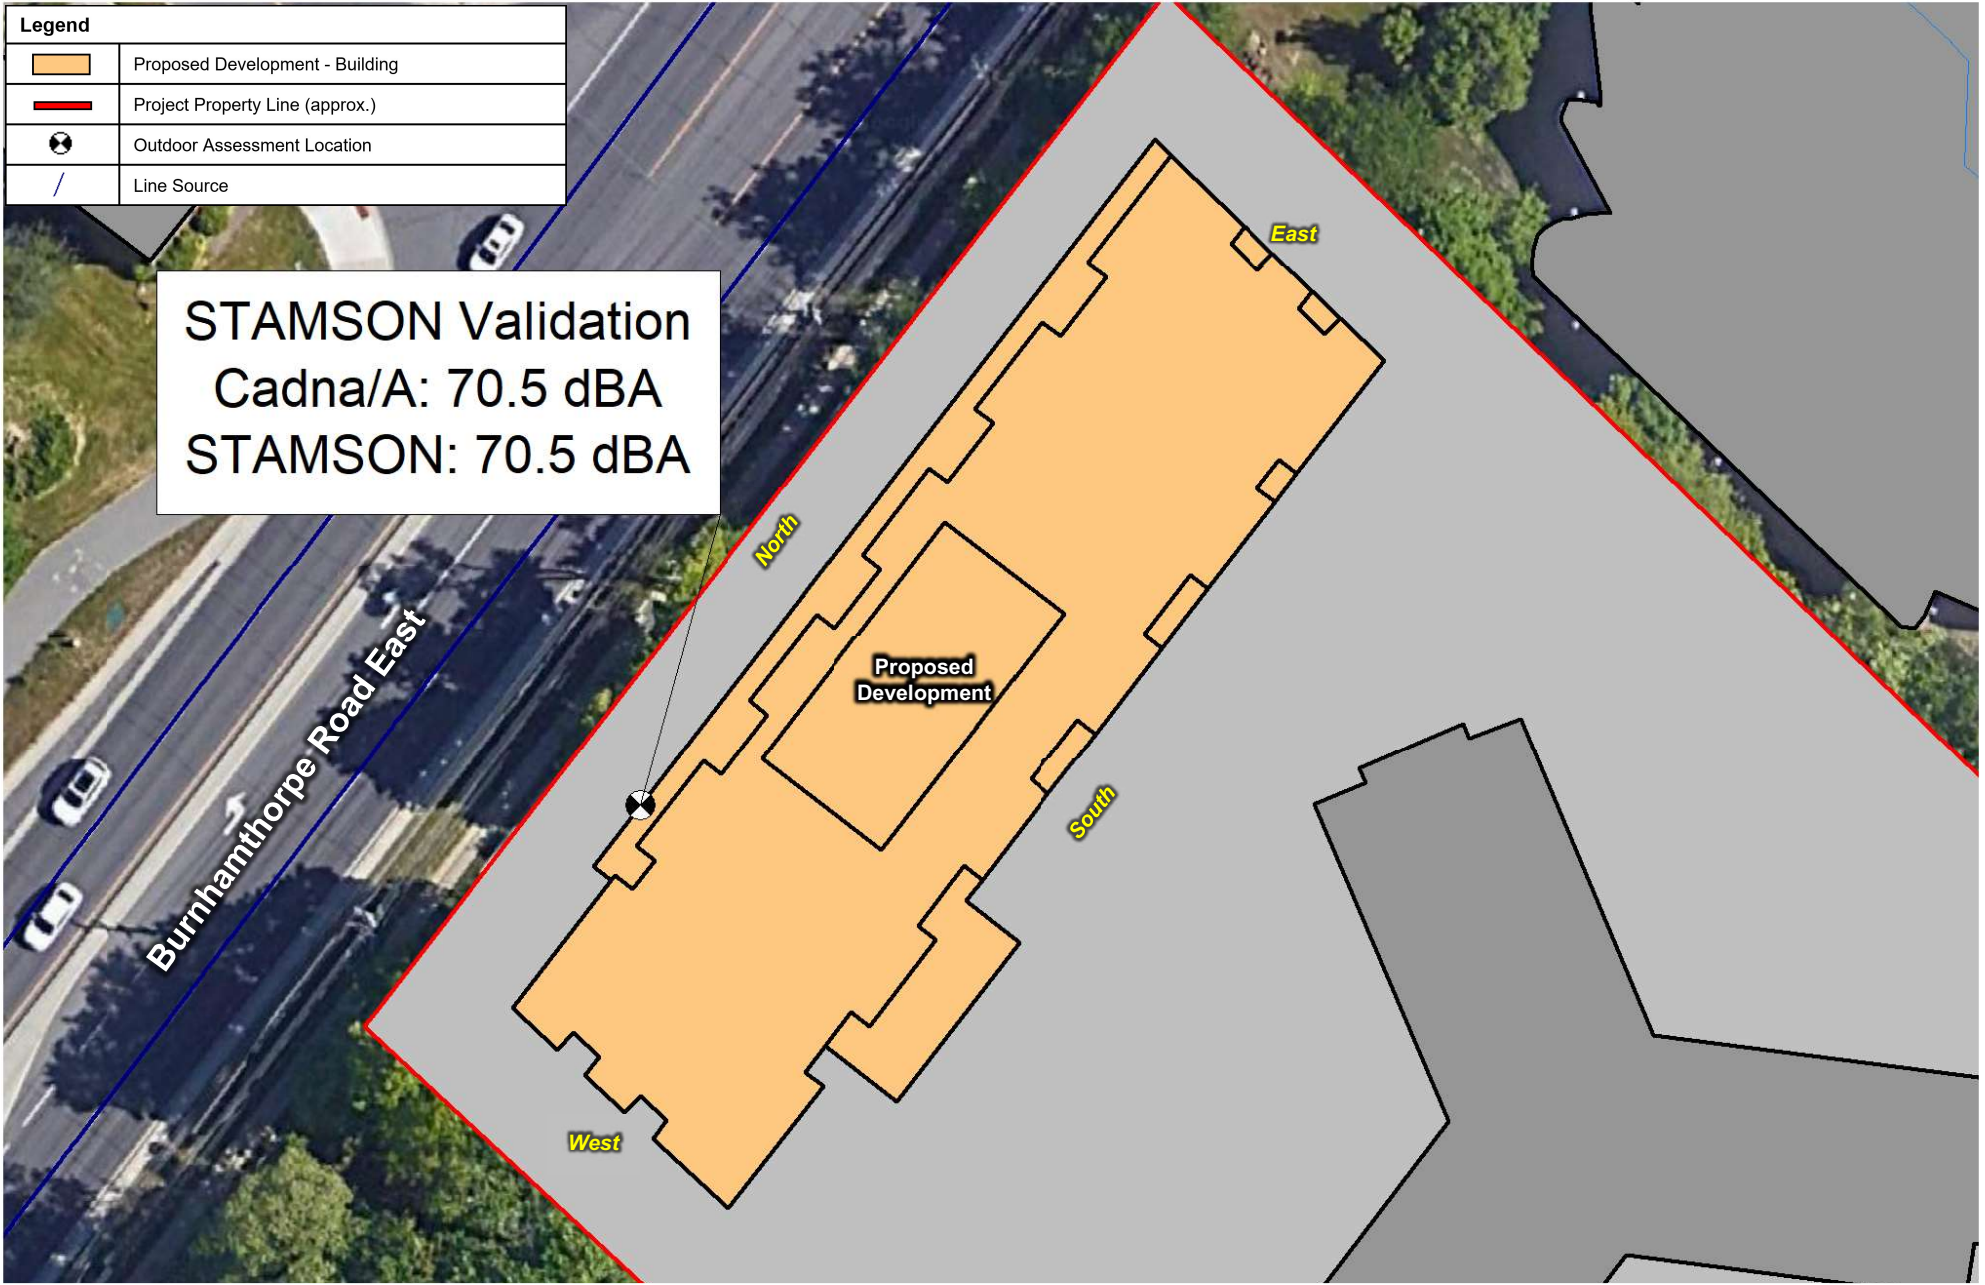 Legend
Proposed Development - Building
Project Property Line (approx.)
Outdoor Assessment Location
Line Source
STAMSON Validation
Cadna/A: 70.5 dBA
STAMSON: 70.5 dBA
East
North
Proposed
Development
Burnhamthorpe Road East
South
West